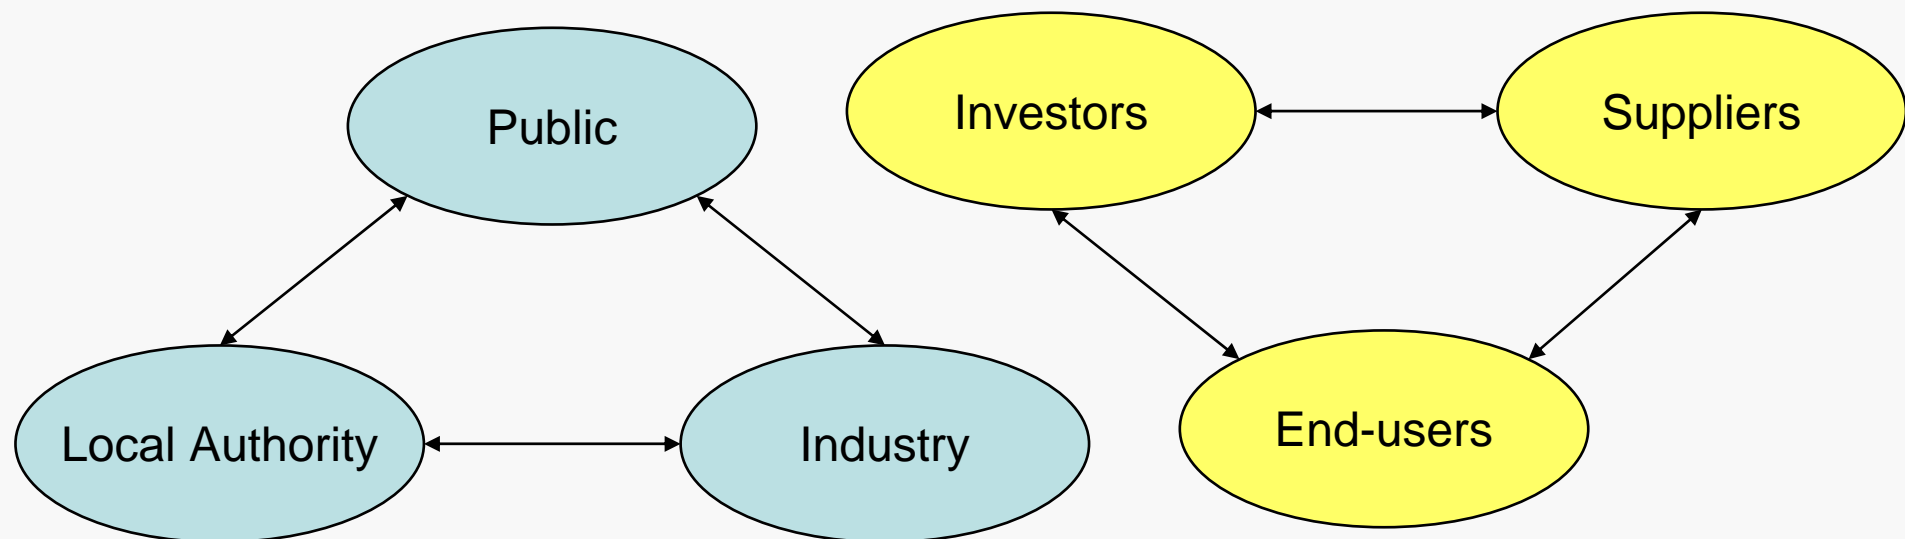 Public
Investors
Suppliers
Local Authority
Industry
End-users